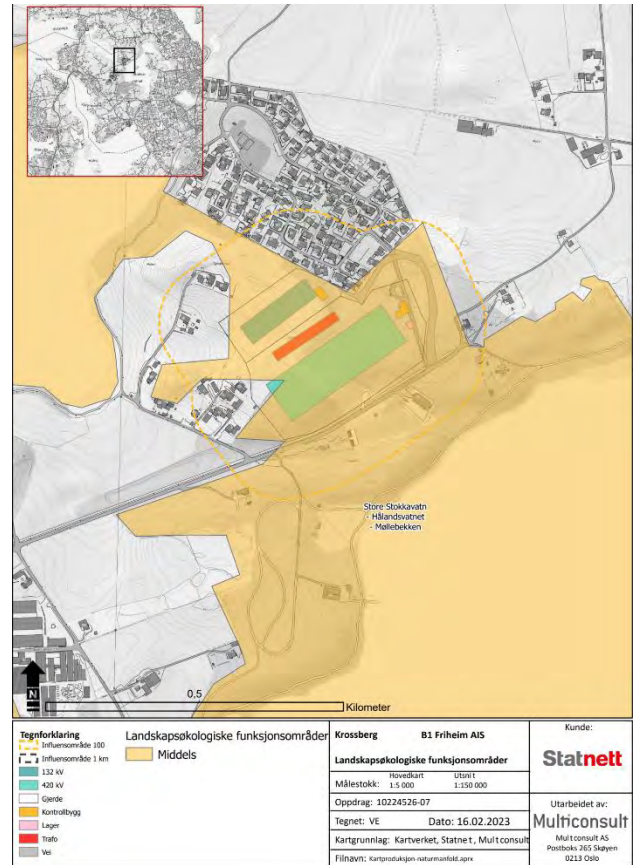 Store Stokkavatn
- Hålandsvatnet
- Møllebekken
N
0,5
Kilometer
Tegnforklaring
Influensområde 100
Influensområde 1 km
132 kV
420 kV
Gjerde
Kontrollbygg
Lager
Trafo
Vei
Landskapsøkologiske funksjonsområder
Middels
Krossberg B1 Friheim AIS
Landskapsøkologiske funksjonsområder
Målestokk: Hovedkart 1:5 000 Utsnitt 1:150 000
Oppdrag: 10224526-07
Tegnet: VE Dato: 16.02.2023
Kartgrunnlag: Kartverket, Statnett, Multiconsult
Filnavn: Kartproduksjon-naturmanfold.aprx
Kunde:
Statnett
Utarbeidet av:
Multiconsult
Multconsult AS
Postboks 265 Skøyen
0213 Oslo